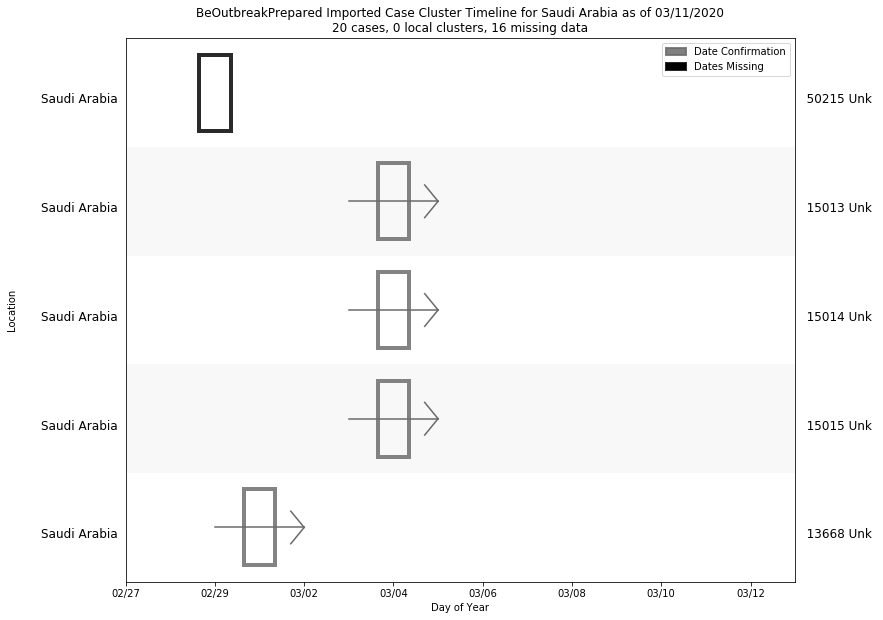 BeOutbreakPrepared Imported Case Cluster Timeline for Saudi Arabia as of 03/11/2020
20 cases, 0 local clusters, 16 missing data
Date Confirmation
Dates Missing
Saudi Arabia 50215 Unk
Saudi Arabia 15013 Unk
Saudi Arabia 15014 Unk
Saudi Arabia 15015 Unk
Saudi Arabia 13668 Unk
Location
02/27 02/29 03/02 03/04 03/06 03/08 03/10 03/12
Day of Year